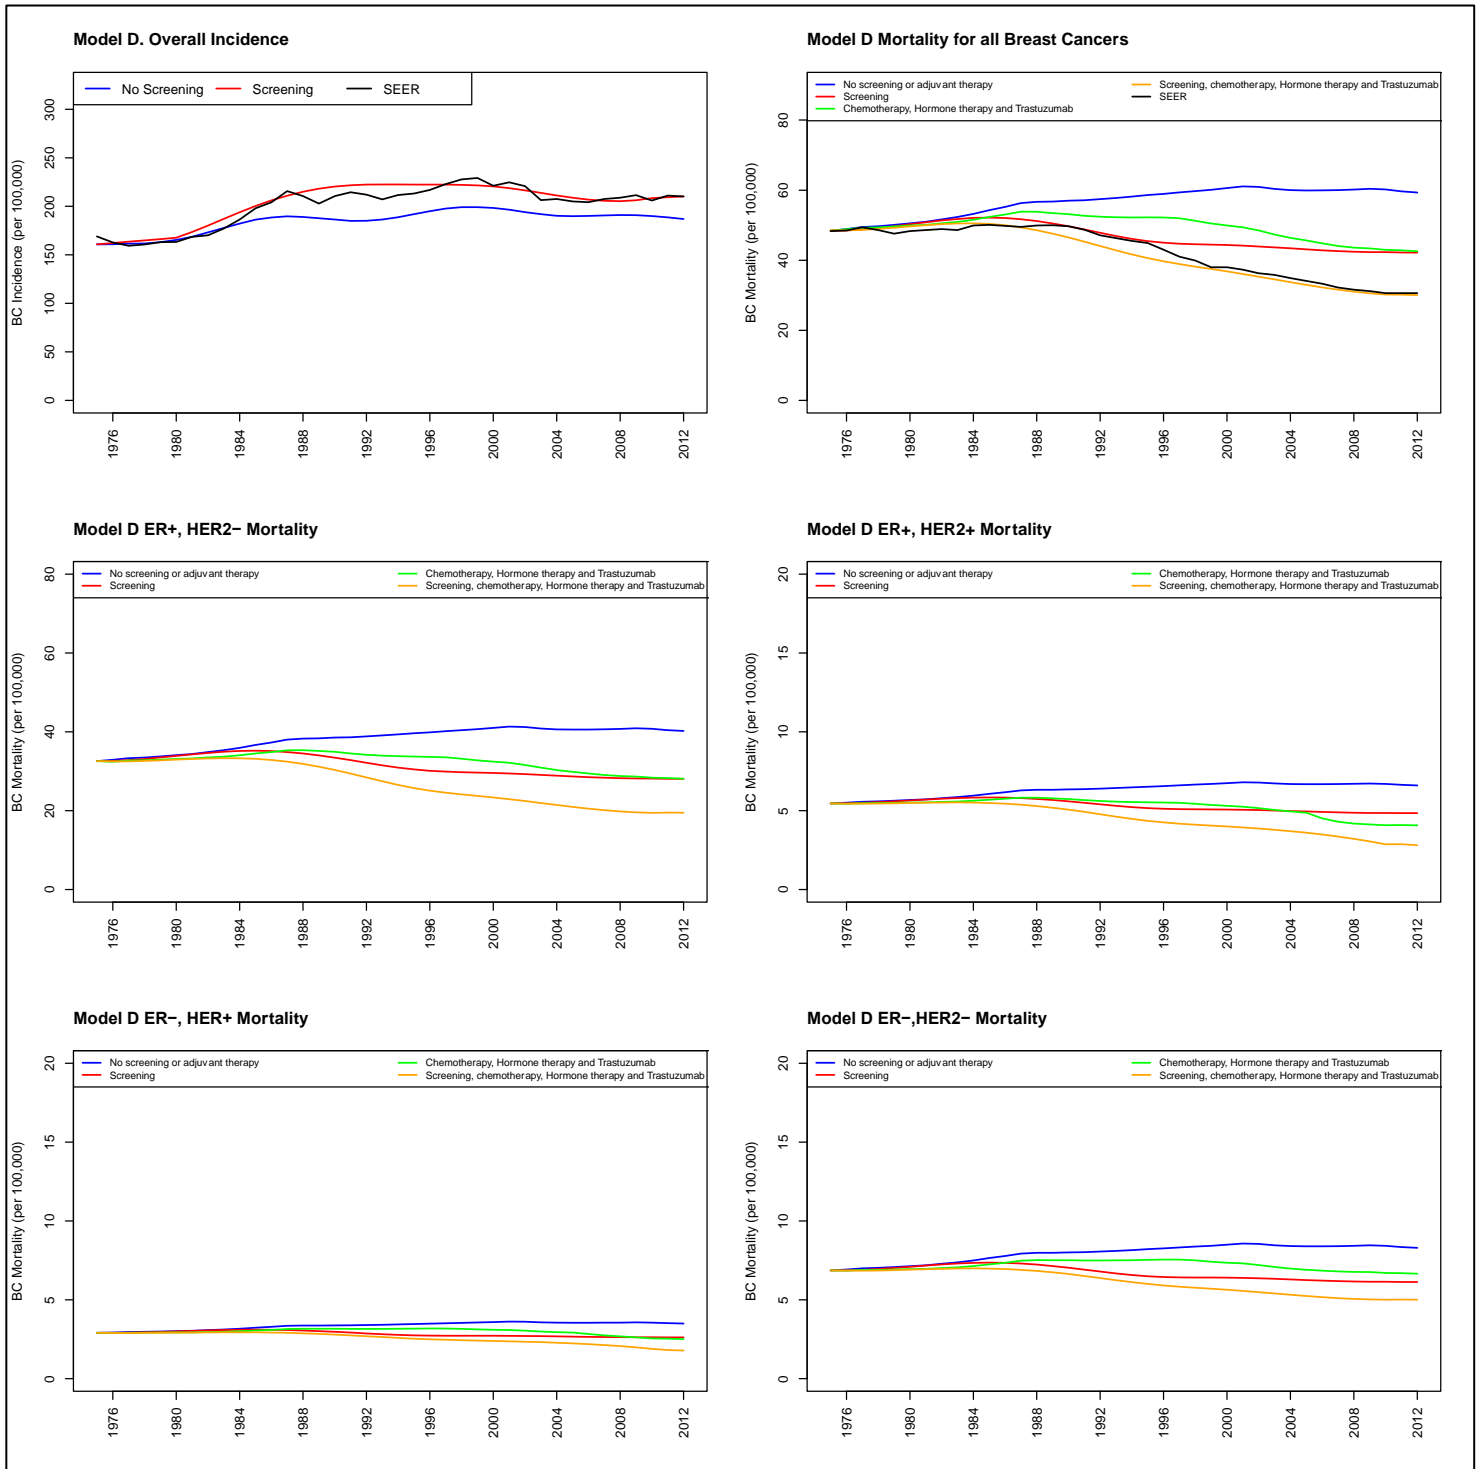 Model D. Overall Incidence
No Screening Screening SEER
BC Incidence (per 100,000)
0 50 100 150 200 250 300
1976 1980 1984 1988 1992 1996 2000 2004 2008 2012
Model D Mortality for all Breast Cancers
No screening or adjuvant therapy
Screening
Chemotherapy, Hormone therapy and Trastuzumab
Screening, chemotherapy, Hormone therapy and Trastuzumab
SEER
BC Mortality (per 100,000)
0 20 40 60 80
1976 1980 1984 1988 1992 1996 2000 2004 2008 2012
Model D ER+, HER2− Mortality
No screening or adjuvant therapy
Screening
Chemotherapy, Hormone therapy and Trastuzumab
Screening, chemotherapy, Hormone therapy and Trastuzumab
BC Mortality (per 100,000)
0 20 40 60 80
1976 1980 1984 1988 1992 1996 2000 2004 2008 2012
Model D ER+, HER2+ Mortality
No screening or adjuvant therapy
Screening
Chemotherapy, Hormone therapy and Trastuzumab
Screening, chemotherapy, Hormone therapy and Trastuzumab
BC Mortality (per 100,000)
0 5 10 15 20
1976 1980 1984 1988 1992 1996 2000 2004 2008 2012
Model D ER−, HER+ Mortality
No screening or adjuvant therapy
Screening
Chemotherapy, Hormone therapy and Trastuzumab
Screening, chemotherapy, Hormone therapy and Trastuzumab
BC Mortality (per 100,000)
0 5 10 15 20
1976 1980 1984 1988 1992 1996 2000 2004 2008 2012
Model D ER−,HER2− Mortality
No screening or adjuvant therapy
Screening
Chemotherapy, Hormone therapy and Trastuzumab
Screening, chemotherapy, Hormone therapy and Trastuzumab
BC Mortality (per 100,000)
0 5 10 15 20
1976 1980 1984 1988 1992 1996 2000 2004 2008 2012